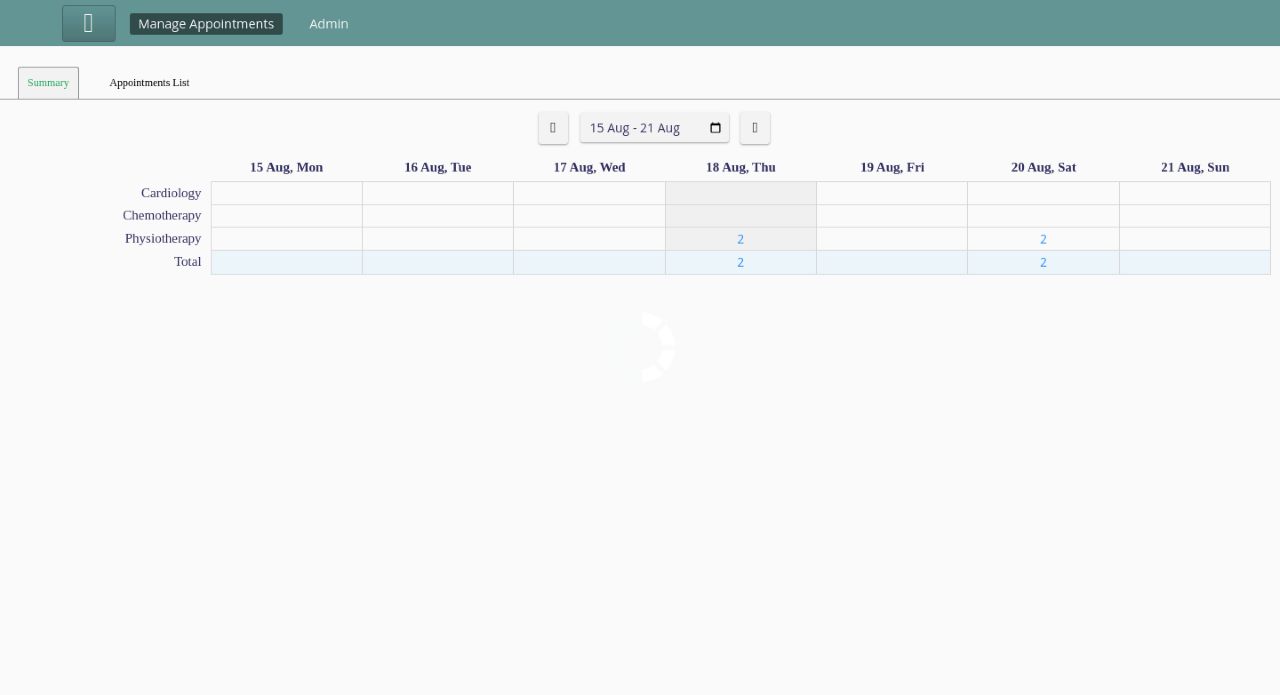 Manage Appointments Admin
Summary Appointments List
15 Aug - 21 Aug
15 Aug, Mon 16 Aug, Tue 17 Aug, Wed 18 Aug, Thu 19 Aug, Fri 20 Aug, Sat 21 Aug, Sun
Cardiology
Chemotherapy
Physiotherapy 2 2
Total 2 2